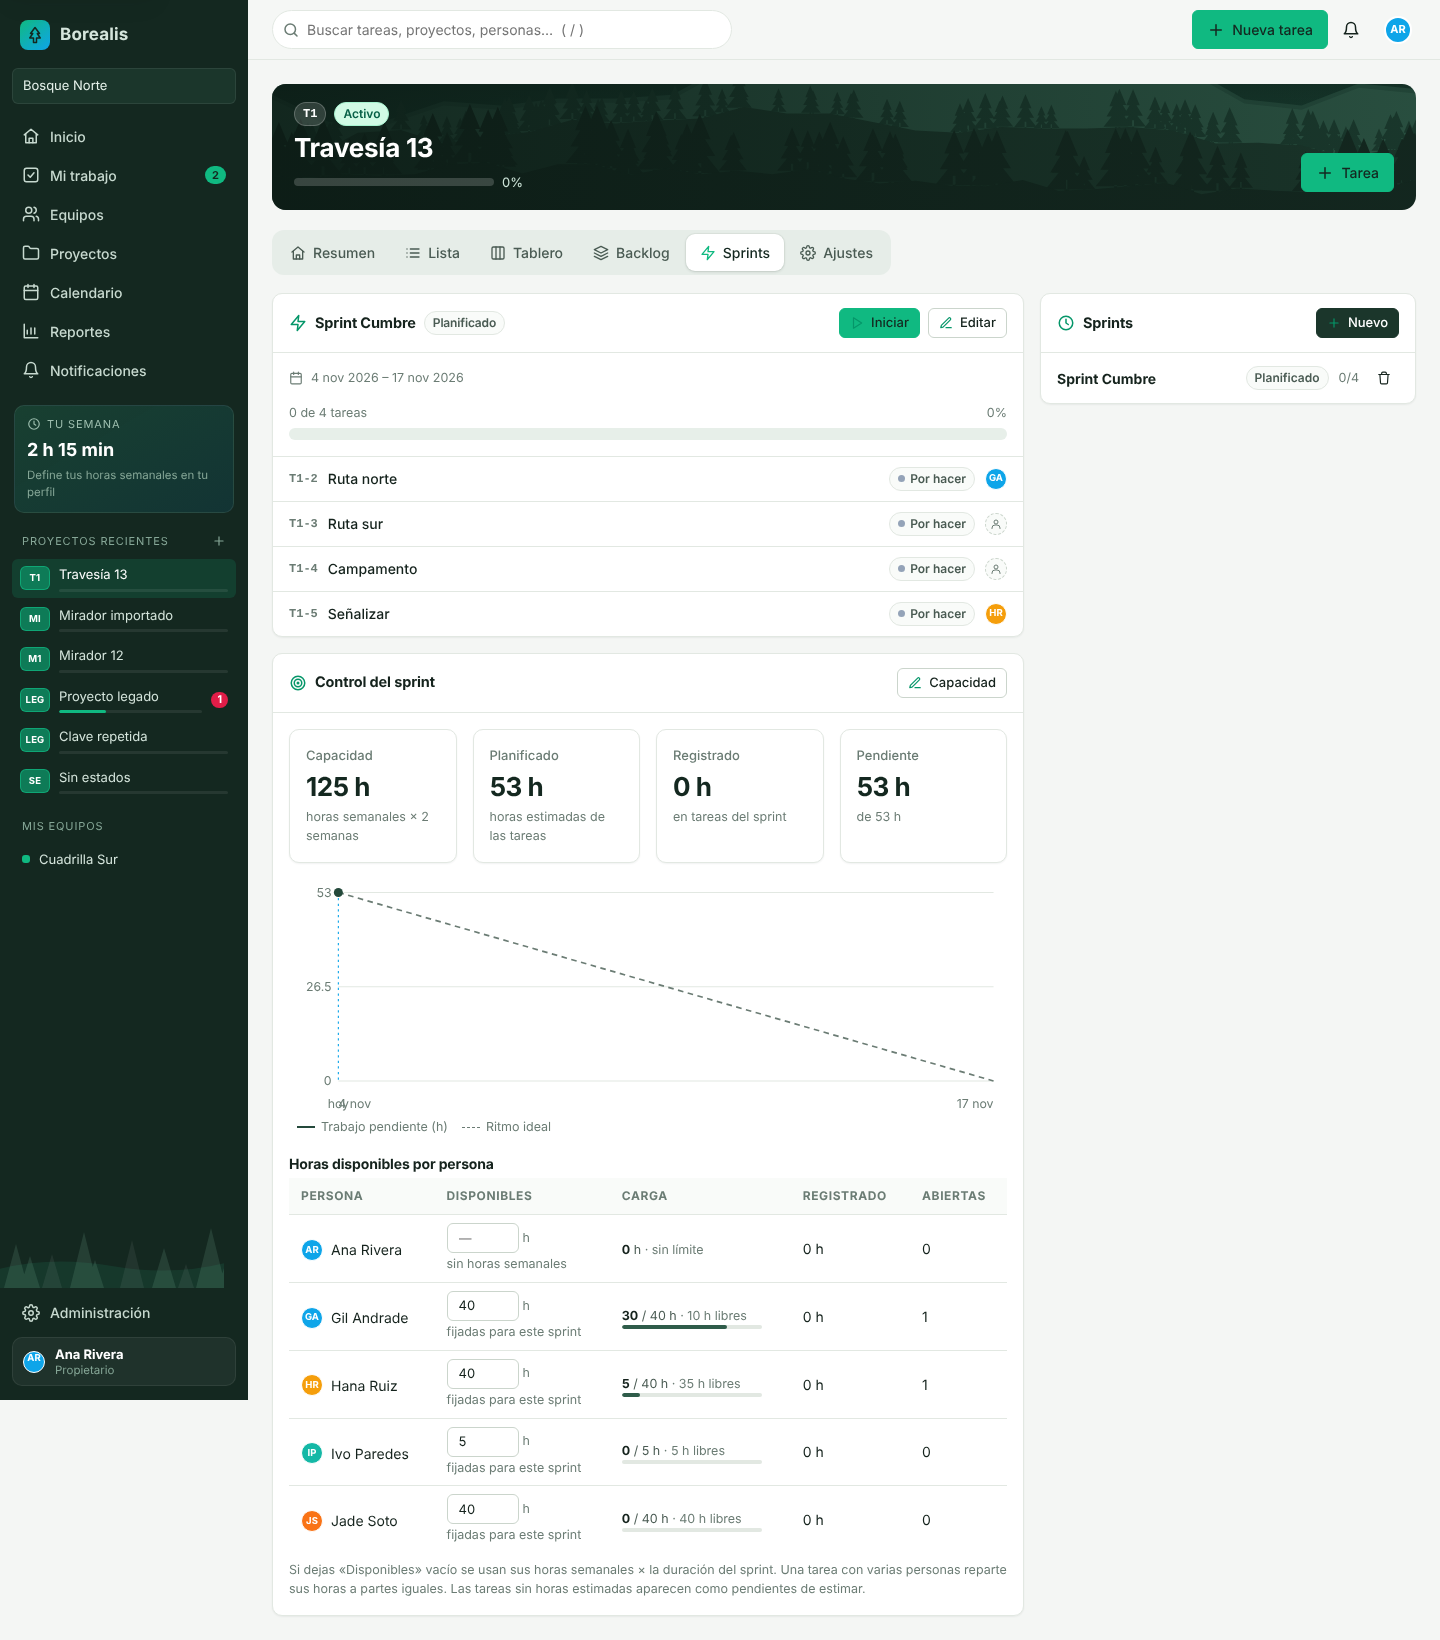 Borealis
Bosque Norte
Inicio
Mi trabajo 2
Equipos
Proyectos
Calendario
Reportes
Notificaciones
TU SEMANA
2 h 15 min
Define tus horas semanales en tu
perfil
PROYECTOS RECIENTES
T1 Travesía 13
MI Mirador importado
M1 Mirador 12
LEG Proyecto legado 1
LEG Clave repetida
SE Sin estados
MIS EQUIPOS
Cuadrilla Sur
Administración
AR Ana Rivera
Propietario
Buscar tareas, proyectos, personas... ( / )
Nueva tarea
AR
T1 Activo
Travesía 13
0%
Tarea
Resumen Lista Tablero Backlog Sprints Ajustes
Sprint Cumbre Planificado Iniciar Editar
4 nov 2026 – 17 nov 2026
0 de 4 tareas 0%
T1-2 Ruta norte Por hacer GA
T1-3 Ruta sur Por hacer
T1-4 Campamento Por hacer
T1-5 Señalizar Por hacer HR
Sprints Nuevo
Sprint Cumbre Planificado 0/4
Control del sprint Capacidad
Capacidad
125 h
horas semanales × 2
semanas
Planificado
53 h
horas estimadas de
las tareas
Registrado
0 h
en tareas del sprint
Pendiente
53 h
de 53 h
53
26.5
0
hoy 4 nov 17 nov
Trabajo pendiente (h) Ritmo ideal
Horas disponibles por persona
PERSONA DISPONIBLES CARGA REGISTRADO ABIERTAS
AR Ana Rivera — h 0 h · sin límite 0 h 0
sin horas semanales
GA Gil Andrade 40 h 30 / 40 h · 10 h libres 0 h 1
fijadas para este sprint
HR Hana Ruiz 40 h 5 / 40 h · 35 h libres 0 h 1
fijadas para este sprint
IP Ivo Paredes 5 h 0 / 5 h · 5 h libres 0 h 0
fijadas para este sprint
JS Jade Soto 40 h 0 / 40 h · 40 h libres 0 h 0
fijadas para este sprint
Si dejas «Disponibles» vacío se usan sus horas semanales × la duración del sprint. Una tarea con varias personas reparte
sus horas a partes iguales. Las tareas sin horas estimadas aparecen como pendientes de estimar.